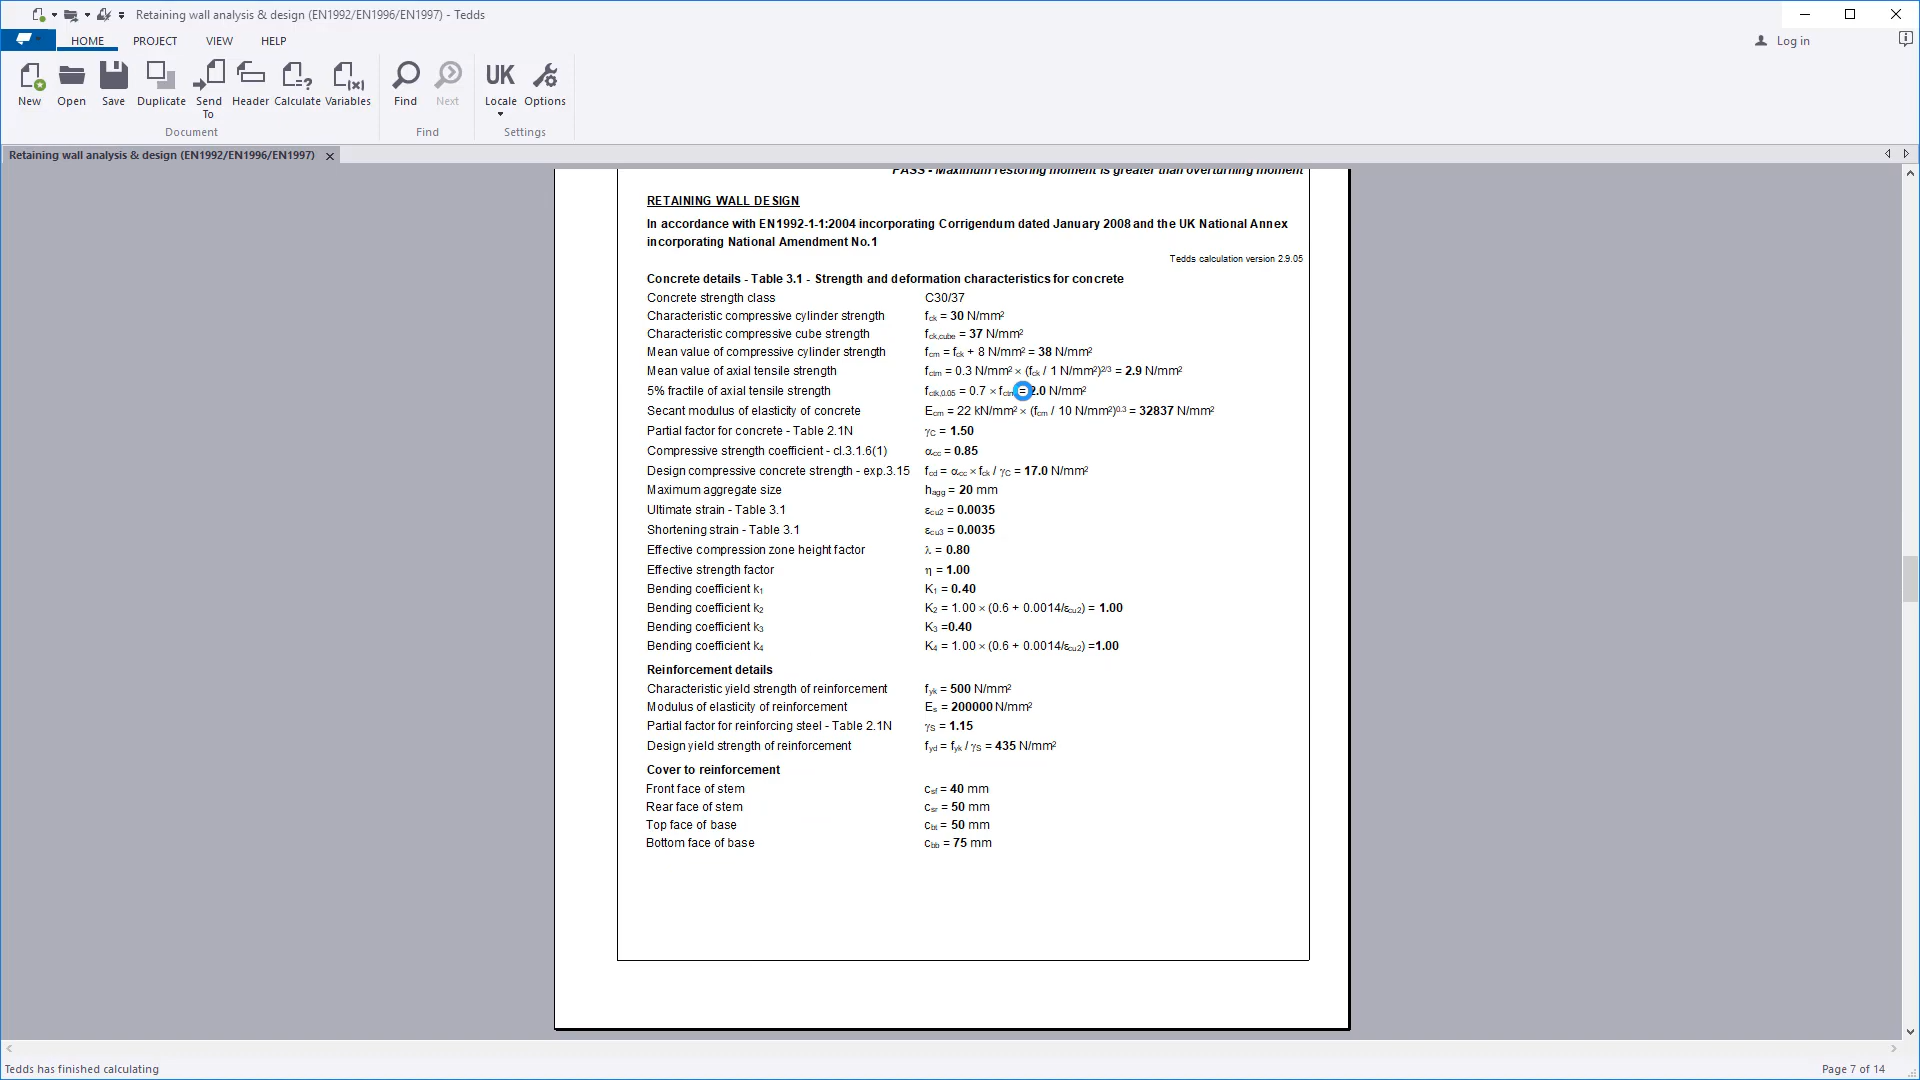 Retaining wall analysis & design (EN1992/EN1996/EN1997) - Tedds
HOME PROJECT VIEW HELP Log in
New Open Save Duplicate Send To Header Calculate Variables Find Next UK Locale Options
Document Find Settings
Retaining wall analysis & design (EN1992/EN1996/EN1997)
PASS - Maximum restoring moment is greater than overturning moment
RETAINING WALL DESIGN
In accordance with EN1992-1-1:2004 incorporating Corrigendum dated January 2008 and the UK National Annex
incorporating National Amendment No.1
Tedds calculation version 2.9.05
Concrete details - Table 3.1 - Strength and deformation characteristics for concrete
Concrete strength class C30/37
Characteristic compressive cylinder strength fck = 30 N/mm²
Characteristic compressive cube strength fck,cube = 37 N/mm²
Mean value of compressive cylinder strength fcm = fck + 8 N/mm² = 38 N/mm²
Mean value of axial tensile strength fctm = 0.3 N/mm² × (fck / 1 N/mm²)2/3 = 2.9 N/mm²
5% fractile of axial tensile strength fctk,0.05 = 0.7 × fctm = 2.0 N/mm²
Secant modulus of elasticity of concrete Ecm = 22 kN/mm² × (fcm / 10 N/mm²)0.3 = 32837 N/mm²
Partial factor for concrete - Table 2.1N γC = 1.50
Compressive strength coefficient - cl.3.1.6(1) αcc = 0.85
Design compressive concrete strength - exp.3.15 fcd = αcc × fck / γC = 17.0 N/mm²
Maximum aggregate size hagg = 20 mm
Ultimate strain - Table 3.1 εcu2 = 0.0035
Shortening strain - Table 3.1 εcu3 = 0.0035
Effective compression zone height factor λ = 0.80
Effective strength factor η = 1.00
Bending coefficient k1 K1 = 0.40
Bending coefficient k2 K2 = 1.00 × (0.6 + 0.0014/εcu2) = 1.00
Bending coefficient k3 K3 =0.40
Bending coefficient k4 K4 = 1.00 × (0.6 + 0.0014/εcu2) =1.00
Reinforcement details
Characteristic yield strength of reinforcement fyk = 500 N/mm²
Modulus of elasticity of reinforcement Es = 200000 N/mm²
Partial factor for reinforcing steel - Table 2.1N γS = 1.15
Design yield strength of reinforcement fyd = fyk / γS = 435 N/mm²
Cover to reinforcement
Front face of stem csf = 40 mm
Rear face of stem csr = 50 mm
Top face of base cbt = 50 mm
Bottom face of base cbb = 75 mm
Tedds has finished calculating Page 7 of 14